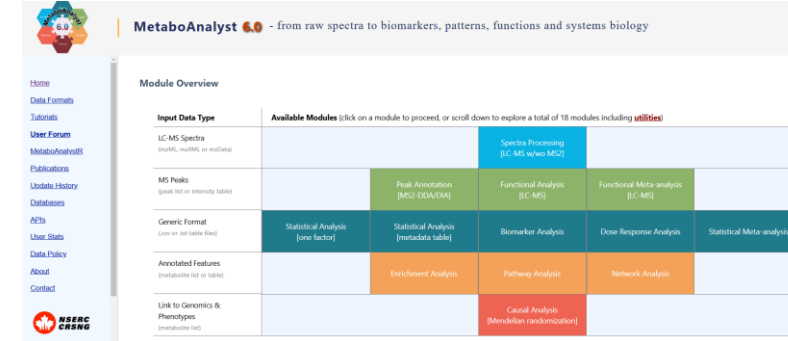 MetaboAnalyst
6.0
MetaboAnalyst 6.0 - from raw spectra to biomarkers, patterns, functions and systems biology
Home
Data Formats
Tutorials
User Forum
MetaboAnalystR
Publications
Update History
Databases
APIs
User Stats
Data Policy
About
Contact
NSERC
CRSNG
Module Overview
Input Data Type
Available Modules (click on a module to proceed, or scroll down to explore a total of 18 modules including utilities)
LC-MS Spectra
(mzML, mzXML or mzData)
Spectra Processing
[LC-MS w/wo MS2]
MS Peaks
(peak list or intensity table)
Peak Annotation
[MS2-DDA/DIA]
Functional Analysis
[LC-MS]
Functional Meta-analysis
[LC-MS]
Generic Format
(.csv or .txt table files)
Statistical Analysis
[one factor]
Statistical Analysis
[metadata table]
Biomarker Analysis
Dose Response Analysis
Statistical Meta-analysis
Annotated Features
(metabolite list or table)
Enrichment Analysis
Pathway Analysis
Network Analysis
Link to Genomics &
Phenotypes
(metabolite list)
Causal Analysis
[Mendelian randomization]